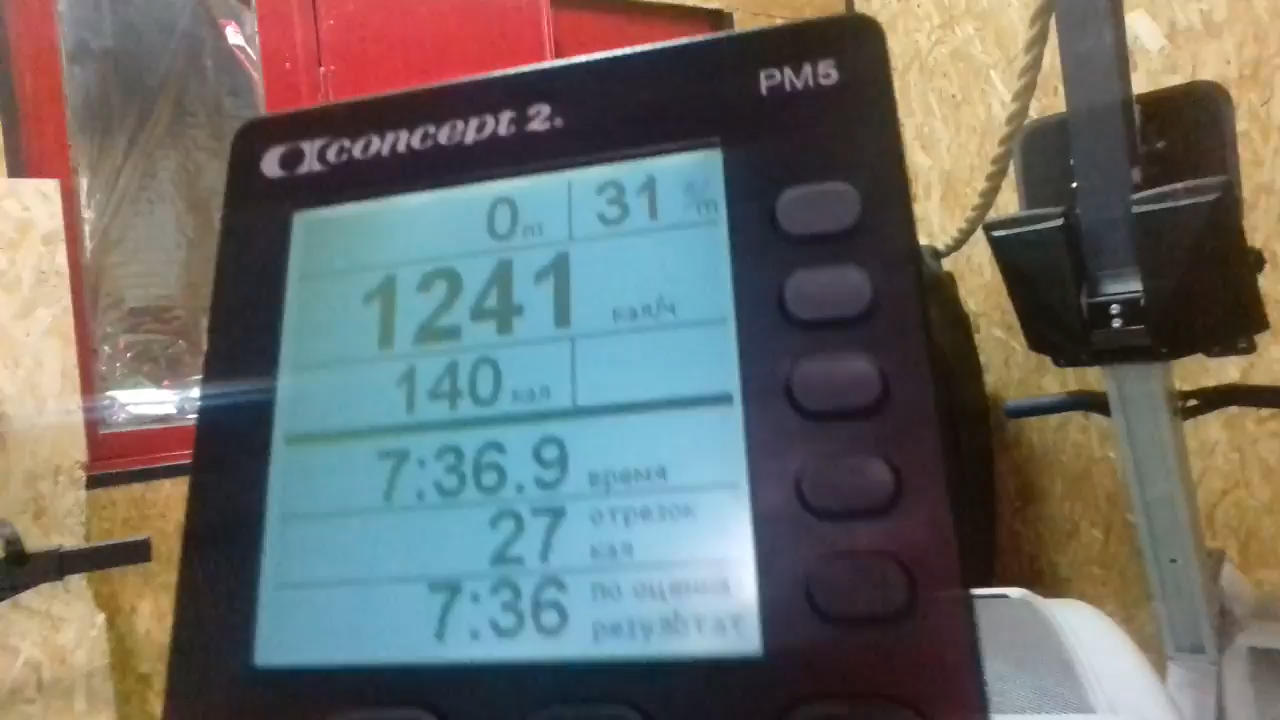 PM5
concept 2.
0m 31 s/m
1241 кал/ч
140 кал
7:36.9 время
27 отрезок
кал
7:36 по оценке
результат